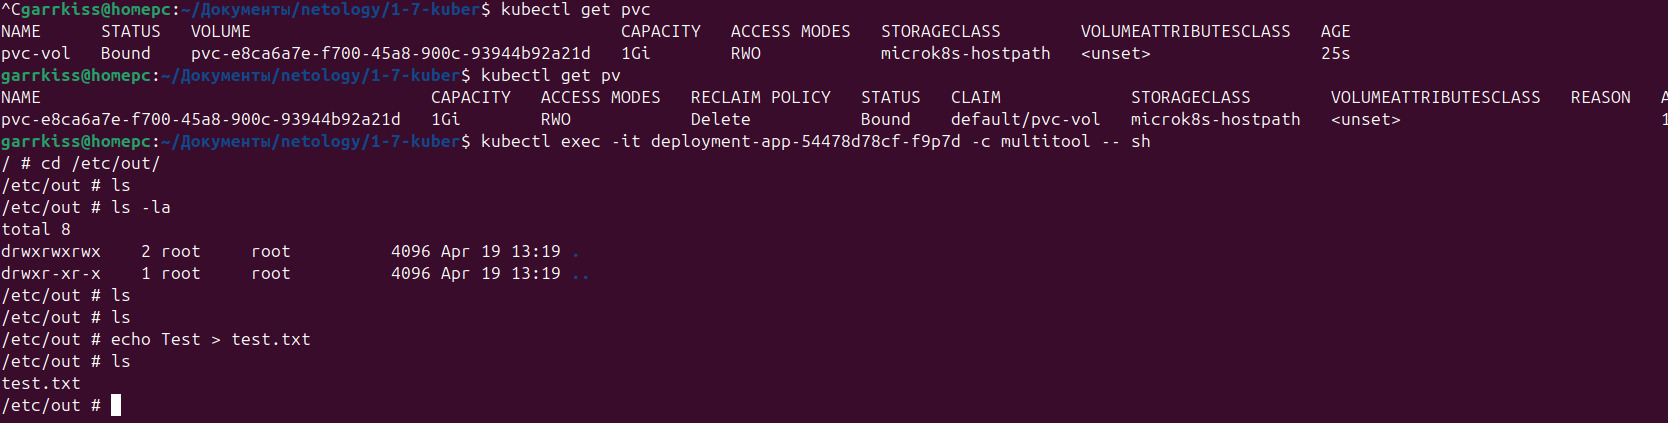 ^Cgarrkiss@homepc:~/Документы/netology/1-7-kuber$ kubectl get pvc
NAME      STATUS   VOLUME                                     CAPACITY   ACCESS MODES   STORAGECLASS        VOLUMEATTRIBUTESCLASS   AGE
pvc-vol   Bound    pvc-e8ca6a7e-f700-45a8-900c-93944b92a21d   1Gi        RWO            microk8s-hostpath   <unset>                 25s
garrkiss@homepc:~/Документы/netology/1-7-kuber$ kubectl get pv
NAME                                       CAPACITY   ACCESS MODES   RECLAIM POLICY   STATUS   CLAIM             STORAGECLASS        VOLUMEATTRIBUTESCLASS   REASON   A
pvc-e8ca6a7e-f700-45a8-900c-93944b92a21d   1Gi        RWO            Delete           Bound    default/pvc-vol   microk8s-hostpath   <unset>                          1
garrkiss@homepc:~/Документы/netology/1-7-kuber$ kubectl exec -it deployment-app-54478d78cf-f9p7d -c multitool -- sh
/ # cd /etc/out/
/etc/out # ls
/etc/out # ls -la
total 8
drwxrwxrwx    2 root     root          4096 Apr 19 13:19 .
drwxr-xr-x    1 root     root          4096 Apr 19 13:19 ..
/etc/out # ls
/etc/out # ls
/etc/out # echo Test > test.txt
/etc/out # ls
test.txt
/etc/out #